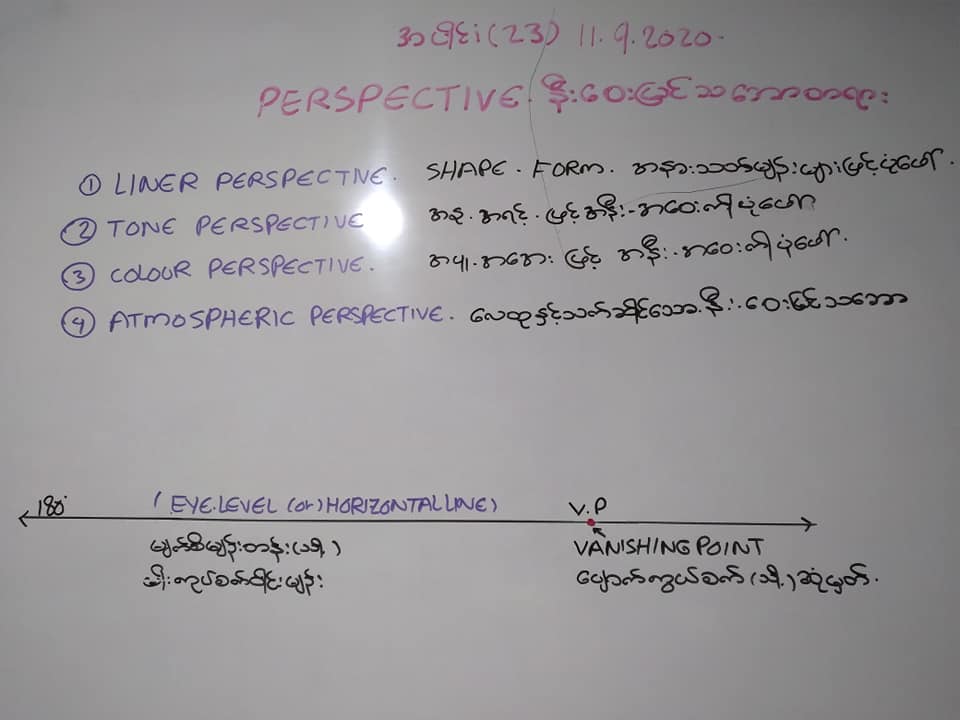 အပိုင်း(23) 11.9.2020.
PERSPECTIVE. နီးဝေးမြင်သဘောတရား
① LINER PERSPECTIVE. SHAPE. FORM. အနားသတ်မျဉ်းများဖြင့်ပုံဖော်.
② TONE PERSPECTIVE အနု.အရင့်.ဖြင့်အနီး-အဝေးကိုပုံဖော်
③ COLOUR PERSPECTIVE. အပျ.အစား ဖြင့် အနီး.အဝေးကိုပုံဖော်.
④ ATMOSPHERIC PERSPECTIVE. လေထုနှင့်သက်ဆိုင်သော.နီး.ဝေးမြင်သဘော
180° (EYE.LEVEL (or) HORIZONTAL LINE) V.P
မျက်စိမျဉ်းတန်း(သို့) VANISHING POINT
မိုးကုပ်စက်ဝိုင်းမျဉ်း ပျောက်ကွယ်စက်(သို့.)ဆုံမှတ်.